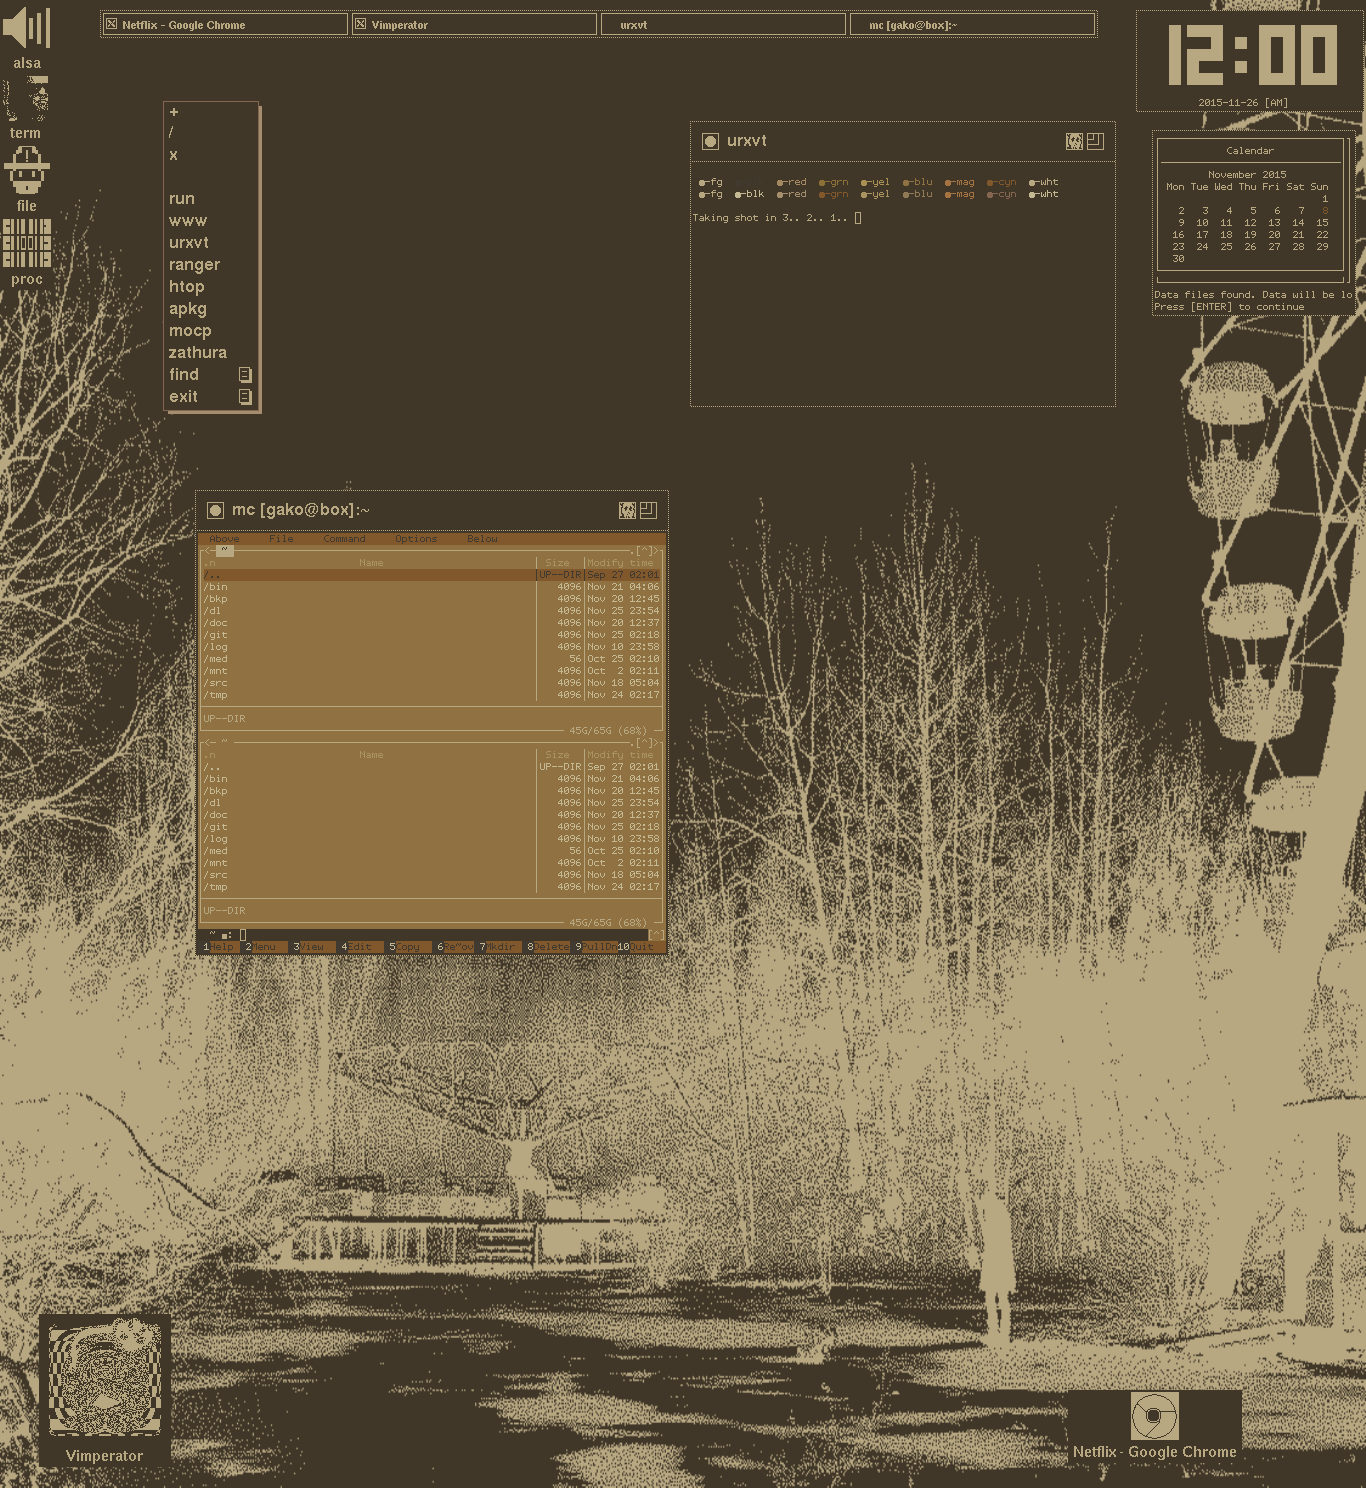 Netflix - Google Chrome
Vimperator
urxvt
mc [gako@box]:~
alsa
term
file
proc
+
/
x
run
www
urxvt
ranger
htop
apkg
mocp
zathura
find
exit
urxvt
●─fg ●─red ●─grn ●─yel ●─blu ●─mag ●─cyn ●─wht
●─fg ●─blk ●─red ●─grn ●─yel ●─blu ●─mag ●─cyn ●─wht
Taking shot in 3.. 2.. 1..
12:00
2015-11-26 [AM]
Calendar
November 2015
Mon Tue Wed Thu Fri Sat Sun
1
2 3 4 5 6 7 8
9 10 11 12 13 14 15
16 17 18 19 20 21 22
23 24 25 26 27 28 29
30
Data files found. Data will be lo
Press [ENTER] to continue
mc [gako@box]:~
Above File Command Options Below
<─ ~ .[^]>
.n Name Size Modify time
/.. UP--DIR Sep 27 02:01
/bin 4096 Nov 21 04:06
/bkp 4096 Nov 20 12:45
/dl 4096 Nov 25 23:54
/doc 4096 Nov 20 12:37
/git 4096 Nov 25 02:18
/log 4096 Nov 10 23:58
/med 56 Oct 25 02:10
/mnt 4096 Oct 2 02:11
/src 4096 Nov 18 05:04
/tmp 4096 Nov 24 02:17
UP--DIR
45G/65G (68%)
<─ ~ .[^]>
.n Name Size Modify time
/.. UP--DIR Sep 27 02:01
/bin 4096 Nov 21 04:06
/bkp 4096 Nov 20 12:45
/dl 4096 Nov 25 23:54
/doc 4096 Nov 20 12:37
/git 4096 Nov 25 02:18
/log 4096 Nov 10 23:58
/med 56 Oct 25 02:10
/mnt 4096 Oct 2 02:11
/src 4096 Nov 18 05:04
/tmp 4096 Nov 24 02:17
UP--DIR
45G/65G (68%)
~ ■: [^]
1Help 2Menu 3View 4Edit 5Copy 6Re~ov 7Mkdir 8Delete 9PullDn 10Quit
Vimperator
Netflix - Google Chrome